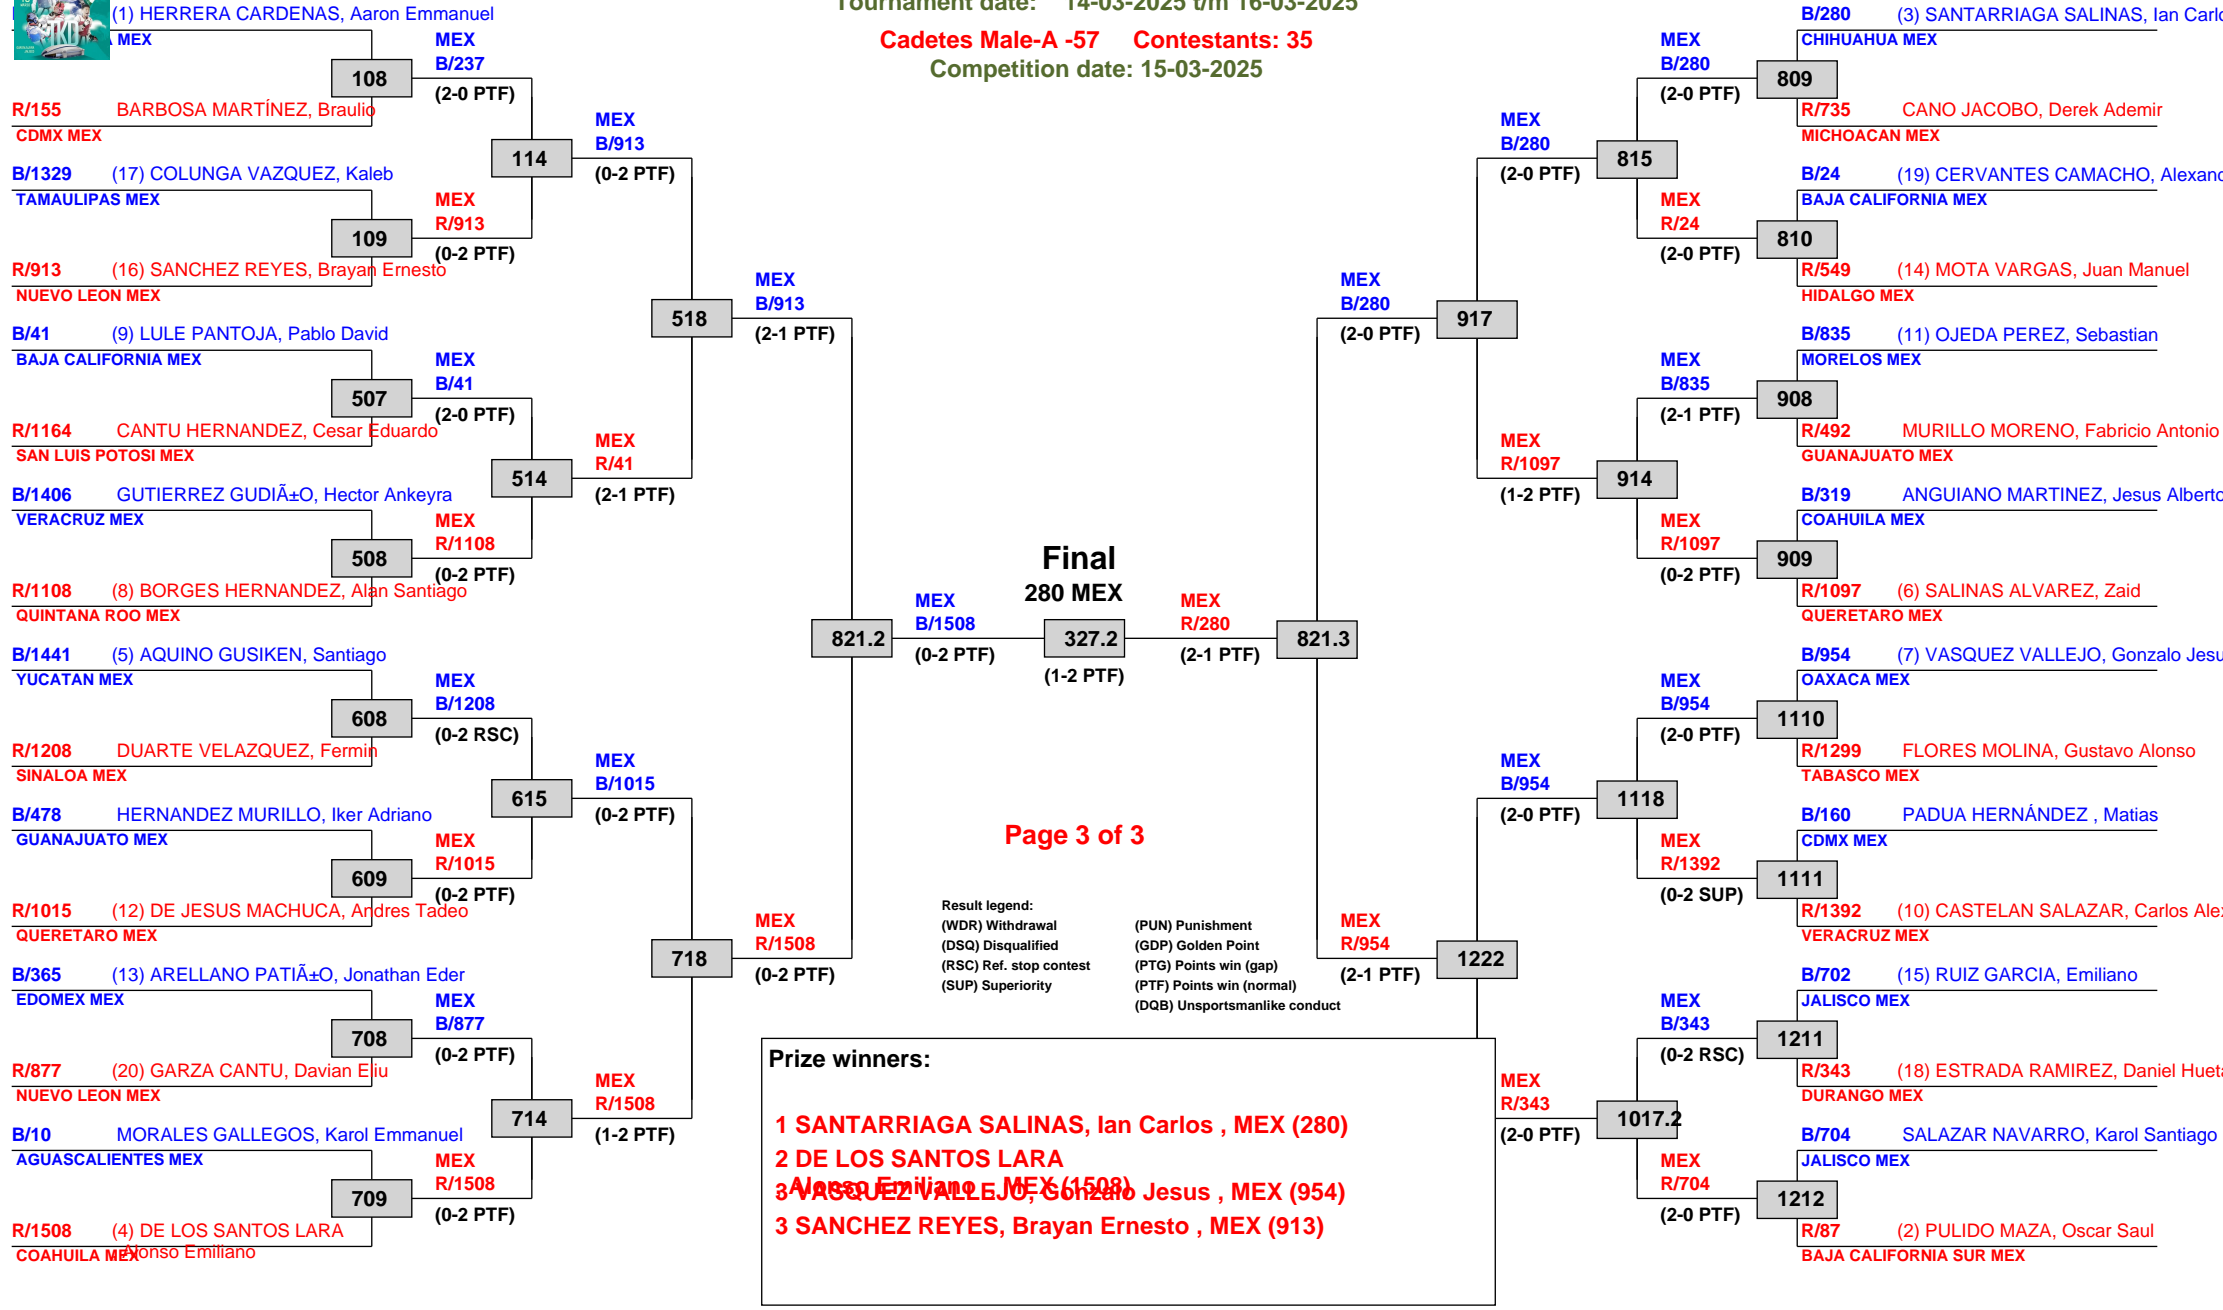 (1) HERRERA CARDENAS, Aaron Emmanuel
MEX
R/155 BARBOSA MARTÍNEZ, Braulio
CDMX MEX
B/1329 (17) COLUNGA VAZQUEZ, Kaleb
TAMAULIPAS MEX
R/913 (16) SANCHEZ REYES, Brayan Ernesto
NUEVO LEON MEX
B/41 (9) LULE PANTOJA, Pablo David
BAJA CALIFORNIA MEX
R/1164 CANTU HERNANDEZ, Cesar Eduardo
SAN LUIS POTOSI MEX
B/1406 GUTIERREZ GUDIÃ±O, Hector Ankeyra
VERACRUZ MEX
R/1108 (8) BORGES HERNANDEZ, Alan Santiago
QUINTANA ROO MEX
B/1441 (5) AQUINO GUSIKEN, Santiago
YUCATAN MEX
R/1208 DUARTE VELAZQUEZ, Fermin
SINALOA MEX
B/478 HERNANDEZ MURILLO, Iker Adriano
GUANAJUATO MEX
R/1015 (12) DE JESUS MACHUCA, Andres Tadeo
QUERETARO MEX
B/365 (13) ARELLANO PATIÃ±O, Jonathan Eder
EDOMEX MEX
R/877 (20) GARZA CANTU, Davian Eliu
NUEVO LEON MEX
B/10 MORALES GALLEGOS, Karol Emmanuel
AGUASCALIENTES MEX
R/1508 (4) DE LOS SANTOS LARA
, Alonso Emiliano
COAHUILA MEX
108
MEX
B/237
(2-0 PTF)
109
MEX
R/913
(0-2 PTF)
507
MEX
B/41
(2-0 PTF)
508
MEX
R/1108
(0-2 PTF)
608
MEX
B/1208
(0-2 RSC)
609
MEX
R/1015
(0-2 PTF)
708
MEX
B/877
(0-2 PTF)
709
MEX
R/1508
(0-2 PTF)
114
MEX
B/913
(0-2 PTF)
514
MEX
R/41
(2-1 PTF)
615
MEX
B/1015
(0-2 PTF)
714
MEX
R/1508
(1-2 PTF)
518
MEX
B/913
(2-1 PTF)
718
MEX
R/1508
(0-2 PTF)
821.2
MEX
B/1508
(0-2 PTF)
Tournament date: 14-03-2025 t/m 16-03-2025
Cadetes Male-A -57 Contestants: 35
Competition date: 15-03-2025
Final
280 MEX
327.2
(1-2 PTF)
MEX
R/280
(2-1 PTF)
821.3
Page 3 of 3
Result legend:
(WDR) Withdrawal
(DSQ) Disqualified
(RSC) Ref. stop contest
(SUP) Superiority
(PUN) Punishment
(GDP) Golden Point
(PTG) Points win (gap)
(PTF) Points win (normal)
(DQB) Unsportsmanlike conduct
Prize winners:
1 SANTARRIAGA SALINAS, Ian Carlos , MEX (280)
2 DE LOS SANTOS LARA
, Alonso Emiliano , MEX (1508)
3 VASQUEZ VALLEJO, Gonzalo Jesus , MEX (954)
3 SANCHEZ REYES, Brayan Ernesto , MEX (913)
MEX
B/280
(2-0 PTF)
917
MEX
R/954
(2-1 PTF)
1222
MEX
B/280
(2-0 PTF)
815
MEX
R/1097
(1-2 PTF)
914
MEX
B/954
(2-0 PTF)
1118
MEX
R/343
(2-0 PTF)
1017.2
MEX
B/280
(2-0 PTF)
809
MEX
R/24
(2-0 PTF)
810
MEX
B/835
(2-1 PTF)
908
MEX
R/1097
(0-2 PTF)
909
MEX
B/954
(2-0 PTF)
1110
MEX
R/1392
(0-2 SUP)
1111
MEX
B/343
(0-2 RSC)
1211
MEX
R/704
(2-0 PTF)
1212
B/280 (3) SANTARRIAGA SALINAS, Ian Carlo
CHIHUAHUA MEX
R/735 CANO JACOBO, Derek Ademir
MICHOACAN MEX
B/24 (19) CERVANTES CAMACHO, Alexand
BAJA CALIFORNIA MEX
R/549 (14) MOTA VARGAS, Juan Manuel
HIDALGO MEX
B/835 (11) OJEDA PEREZ, Sebastian
MORELOS MEX
R/492 MURILLO MORENO, Fabricio Antonio
GUANAJUATO MEX
B/319 ANGUIANO MARTINEZ, Jesus Alberto
COAHUILA MEX
R/1097 (6) SALINAS ALVAREZ, Zaid
QUERETARO MEX
B/954 (7) VASQUEZ VALLEJO, Gonzalo Jesu
OAXACA MEX
R/1299 FLORES MOLINA, Gustavo Alonso
TABASCO MEX
B/160 PADUA HERNÁNDEZ , Matias
CDMX MEX
R/1392 (10) CASTELAN SALAZAR, Carlos Alex
VERACRUZ MEX
B/702 (15) RUIZ GARCIA, Emiliano
JALISCO MEX
R/343 (18) ESTRADA RAMIREZ, Daniel Hueta
DURANGO MEX
B/704 SALAZAR NAVARRO, Karol Santiago
JALISCO MEX
R/87 (2) PULIDO MAZA, Oscar Saul
BAJA CALIFORNIA SUR MEX